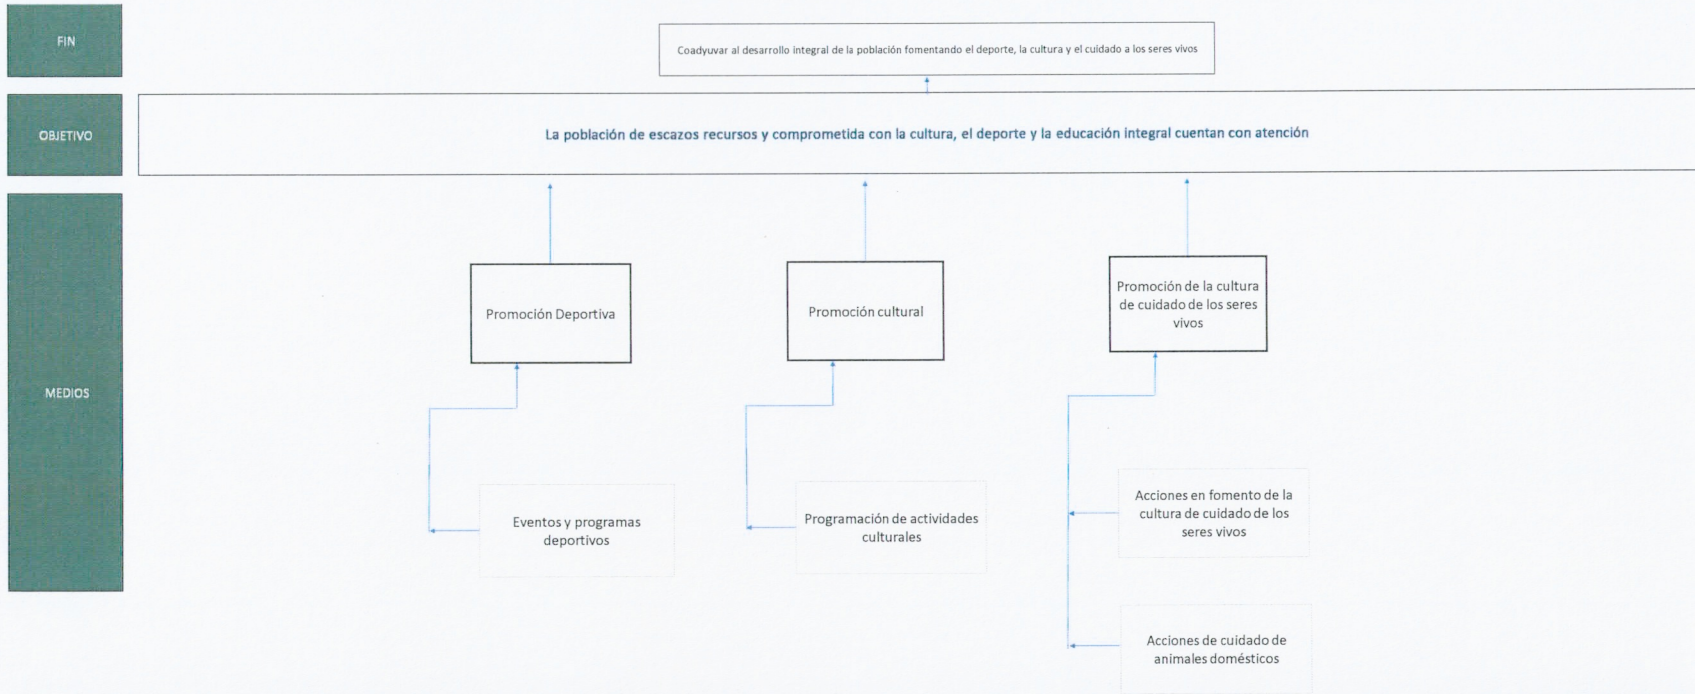 FIN
Coadyuvar al desarrollo integral de la población fomentando el deporte, la cultura y el cuidado a los seres vivos
OBJETIVO
La población de escazos recursos y comprometida con la cultura, el deporte y la educación integral cuentan con atención
MEDIOS
Promoción Deportiva
Promoción cultural
Promoción de la cultura
de cuidado de los seres
vivos
Eventos y programas
deportivos
Programación de actividades
culturales
Acciones en fomento de la
cultura de cuidado de los
seres vivos
Acciones de cuidado de
animales domésticos